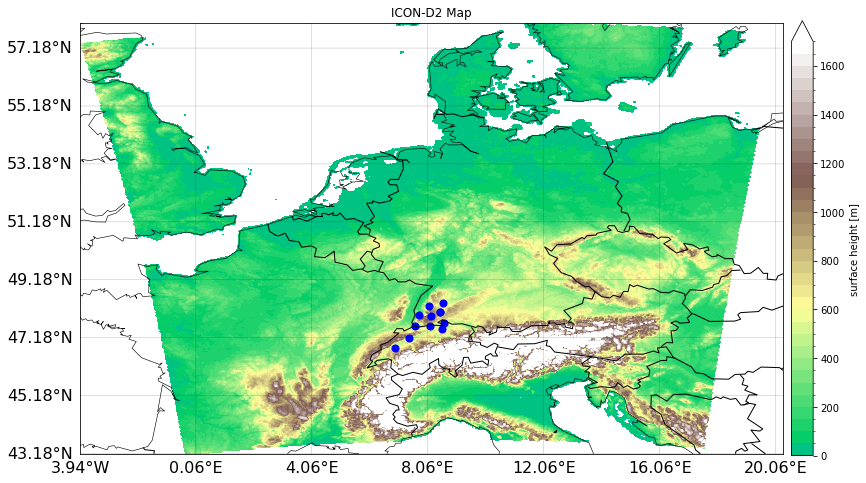 ICON-D2 Map
57.18°N
55.18°N
53.18°N
51.18°N
49.18°N
47.18°N
45.18°N
43.18°N
3.94°W 0.06°E 4.06°E 8.06°E 12.06°E 16.06°E 20.06°E
1600
1400
1200
1000
800
600
400
200
0
surface height [m]